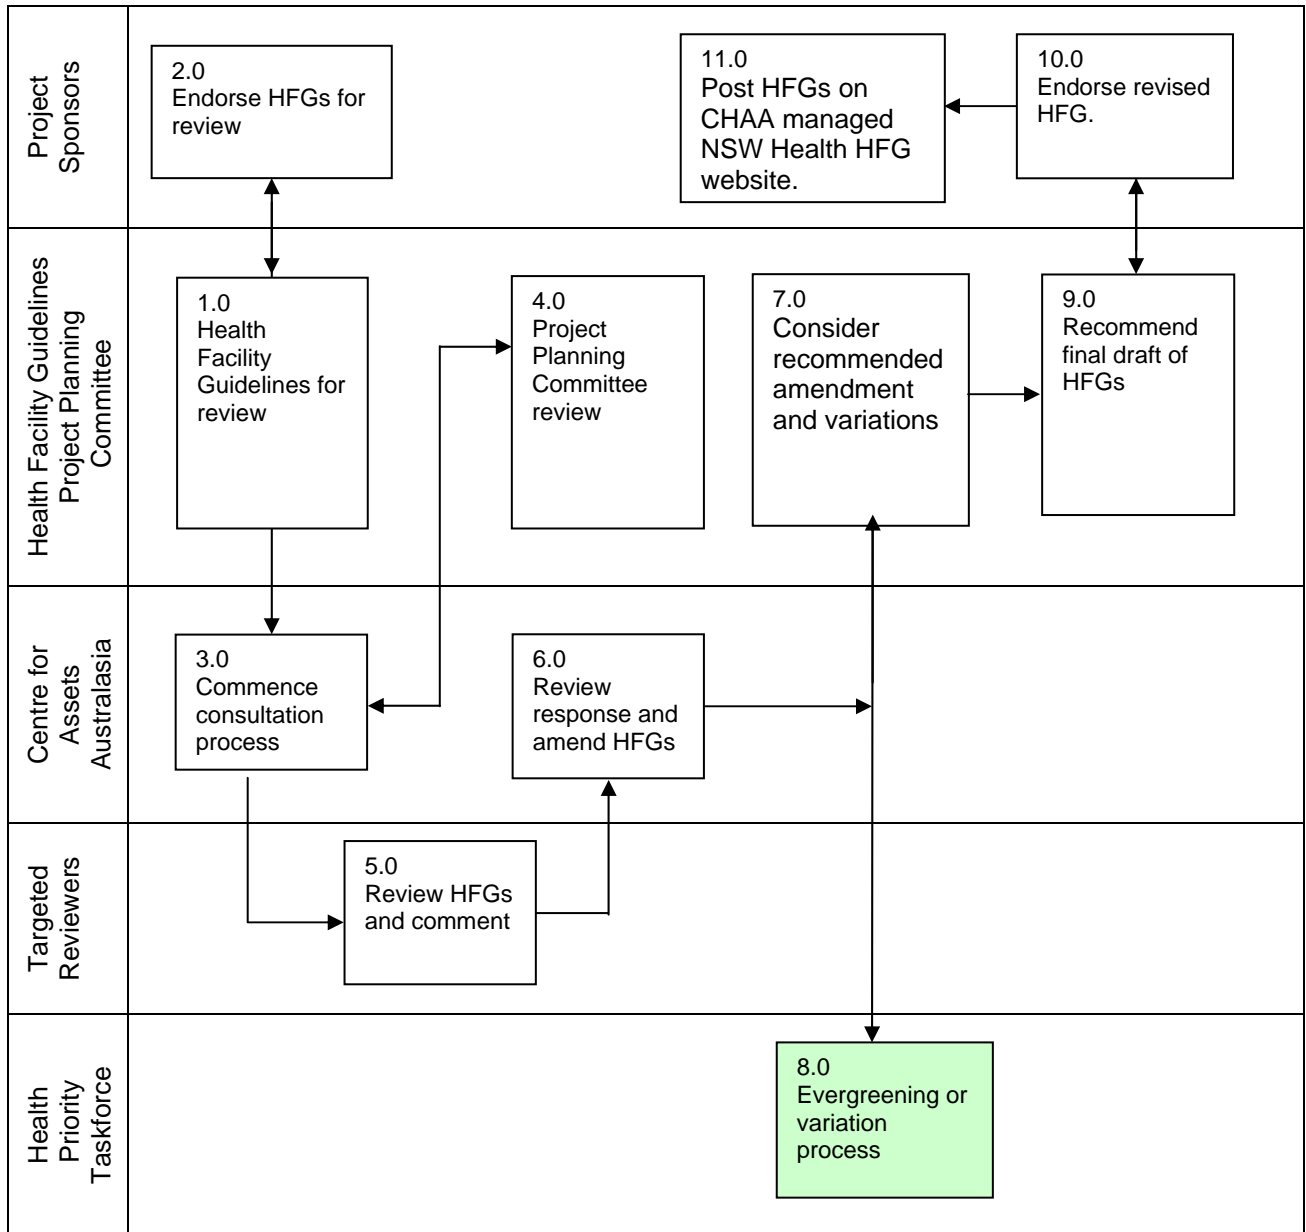 Project
Sponsors
2.0
Endorse HFGs for
review
11.0
Post HFGs on
CHAA managed
NSW Health HFG
website.
10.0
Endorse revised
HFG.
Health Facility Guidelines
Project Planning
Committee
1.0
Health
Facility
Guidelines for
review
4.0
Project
Planning
Committee
review
7.0
Consider
recommended
amendment
and variations
9.0
Recommend
final draft of
HFGs
Centre for
Assets
Australasia
3.0
Commence
consultation
process
6.0
Review
response and
amend HFGs
Targeted
Reviewers
5.0
Review HFGs
and comment
Health
Priority
Taskforce
8.0
Evergreening or
variation
process